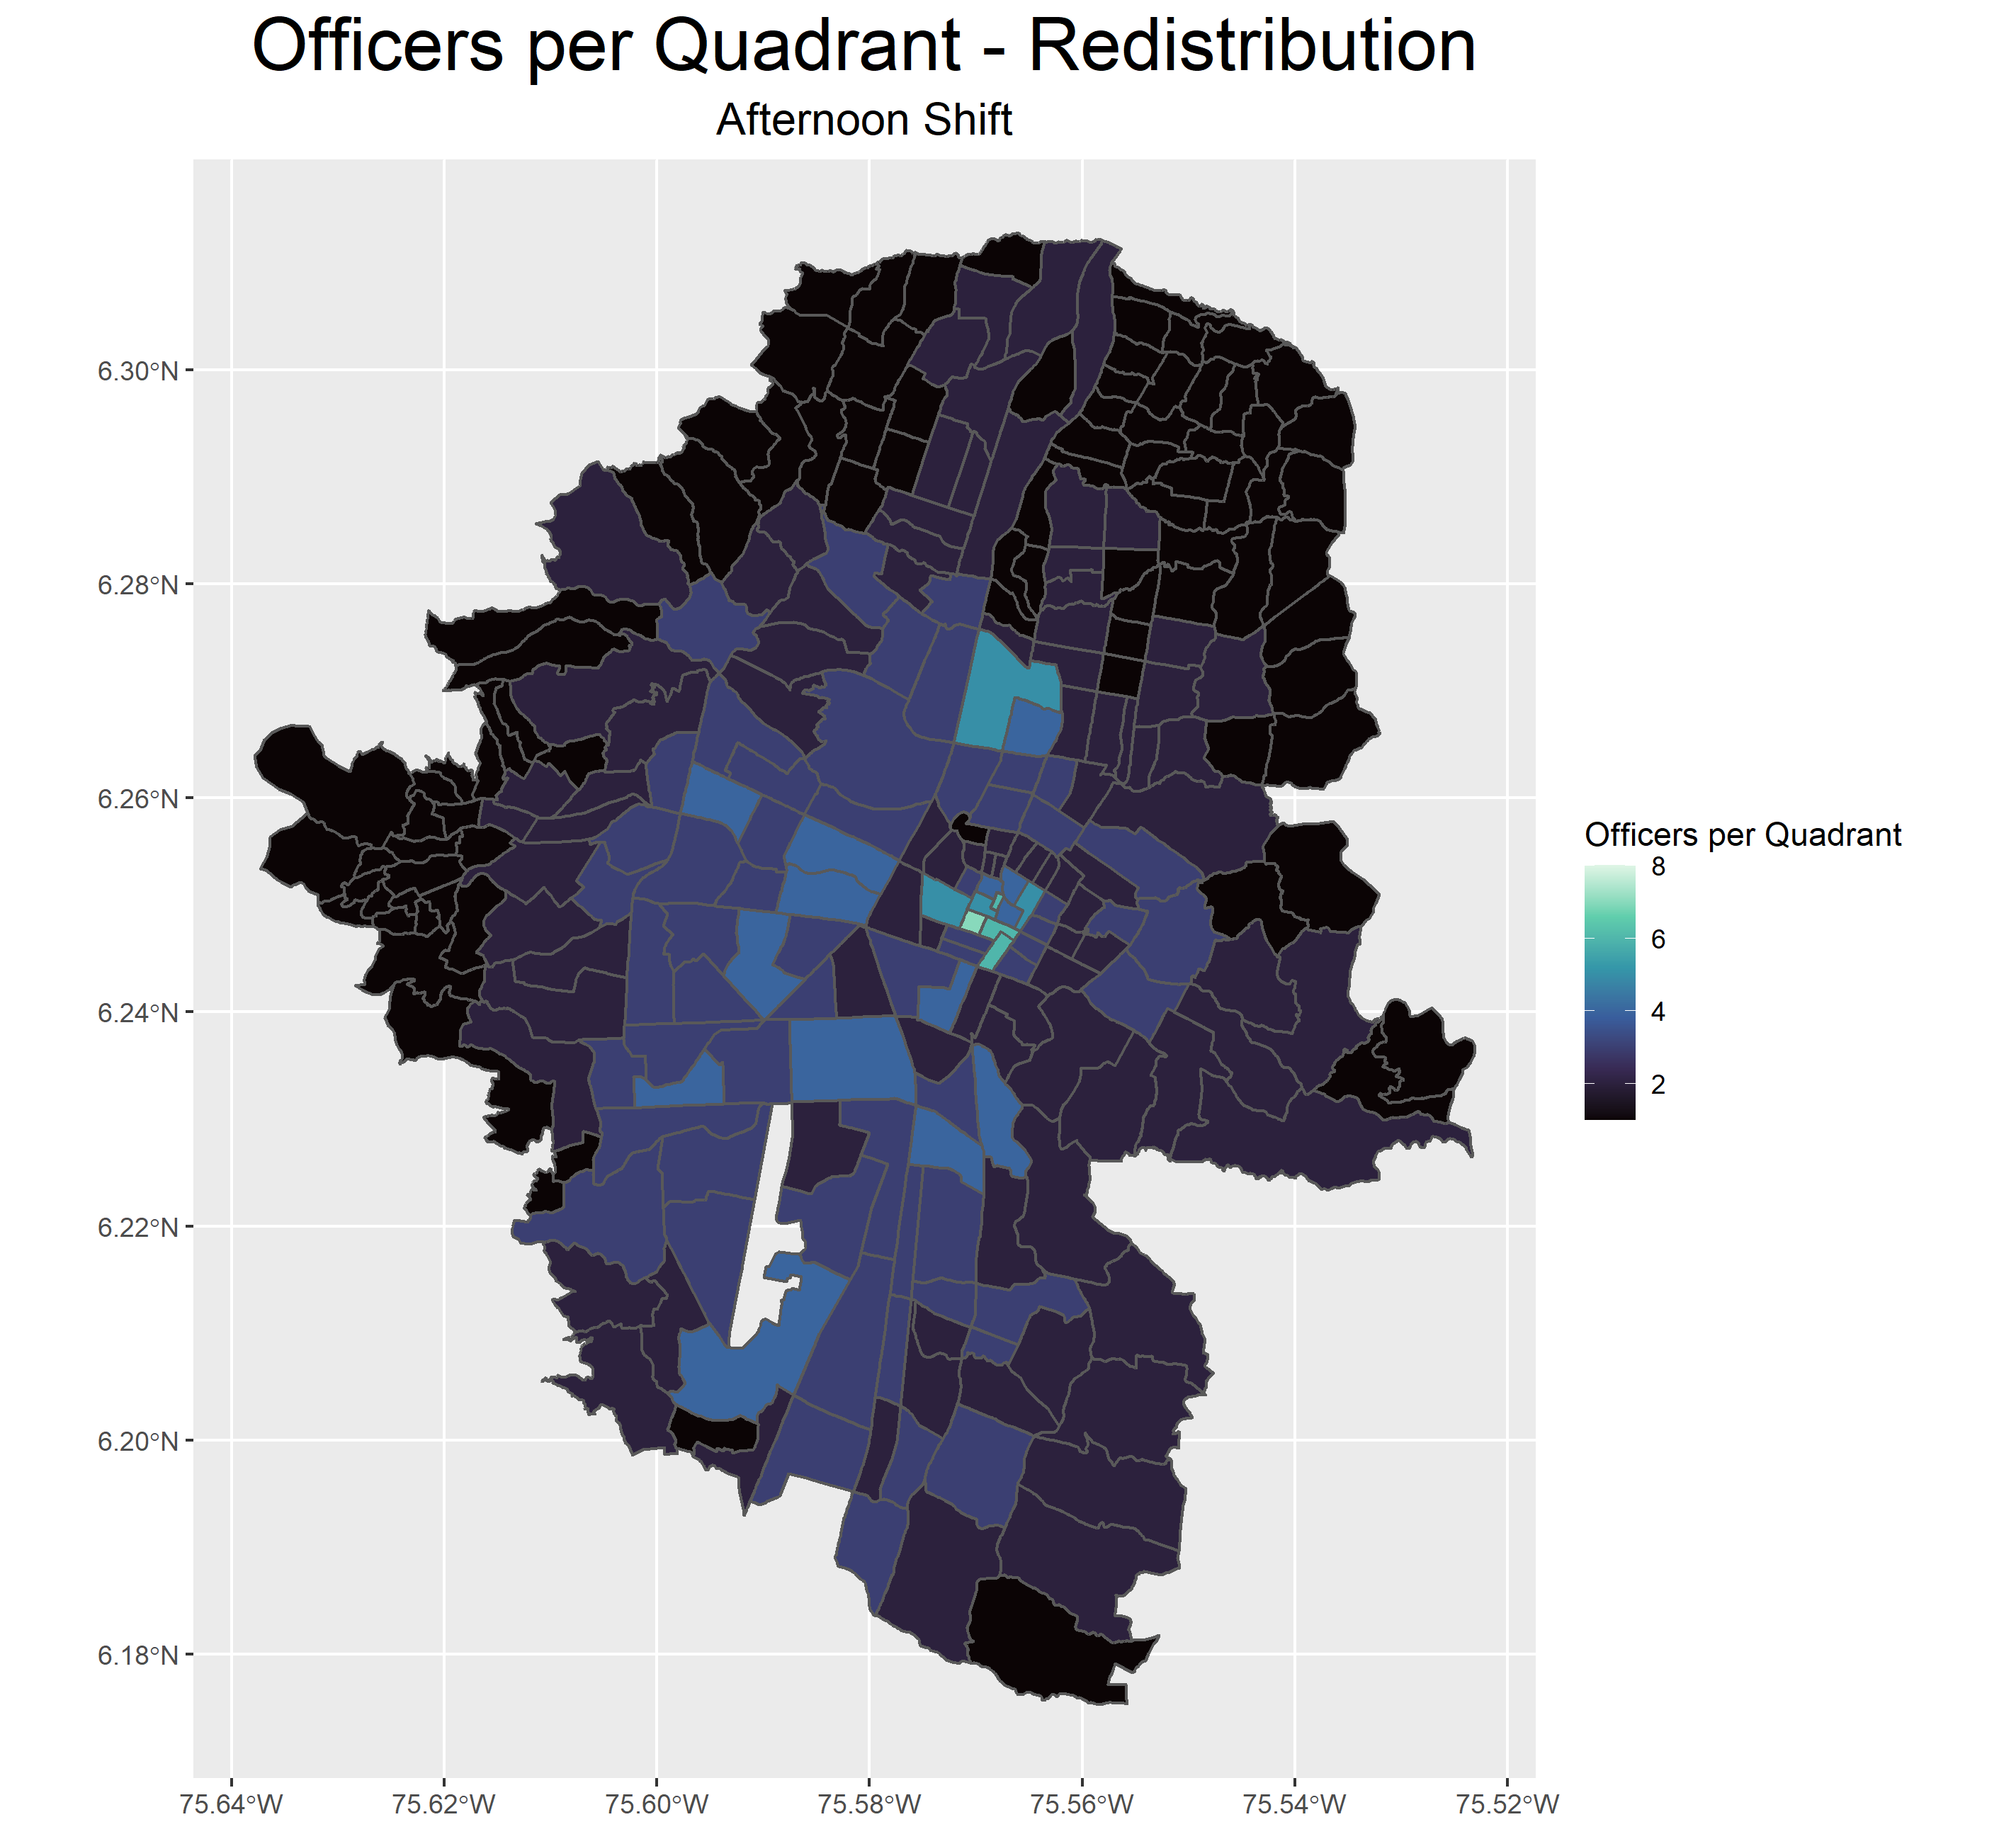 Officers per Quadrant - Redistribution
Afternoon Shift
6.30°N
6.28°N
6.26°N
6.24°N
6.22°N
6.20°N
6.18°N
75.64°W 75.62°W 75.60°W 75.58°W 75.56°W 75.54°W 75.52°W
Officers per Quadrant
8
6
4
2